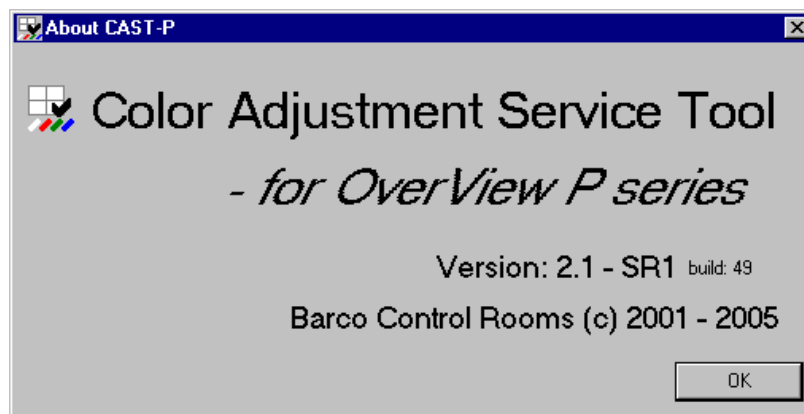 About CAST-P
Color Adjustment Service Tool
- for OverView P series
Version: 2.1 - SR1 build: 49
Barco Control Rooms (c) 2001 - 2005
OK